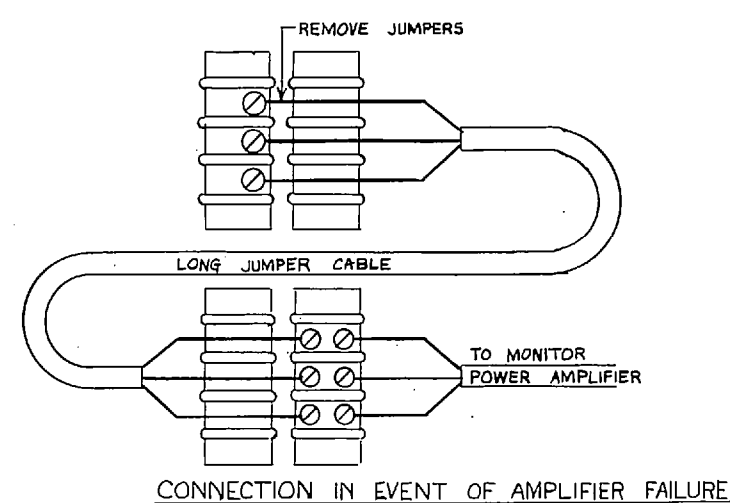 REMOVE JUMPERS
LONG JUMPER CABLE
TO MONITOR
POWER AMPLIFIER
CONNECTION IN EVENT OF AMPLIFIER FAILURE